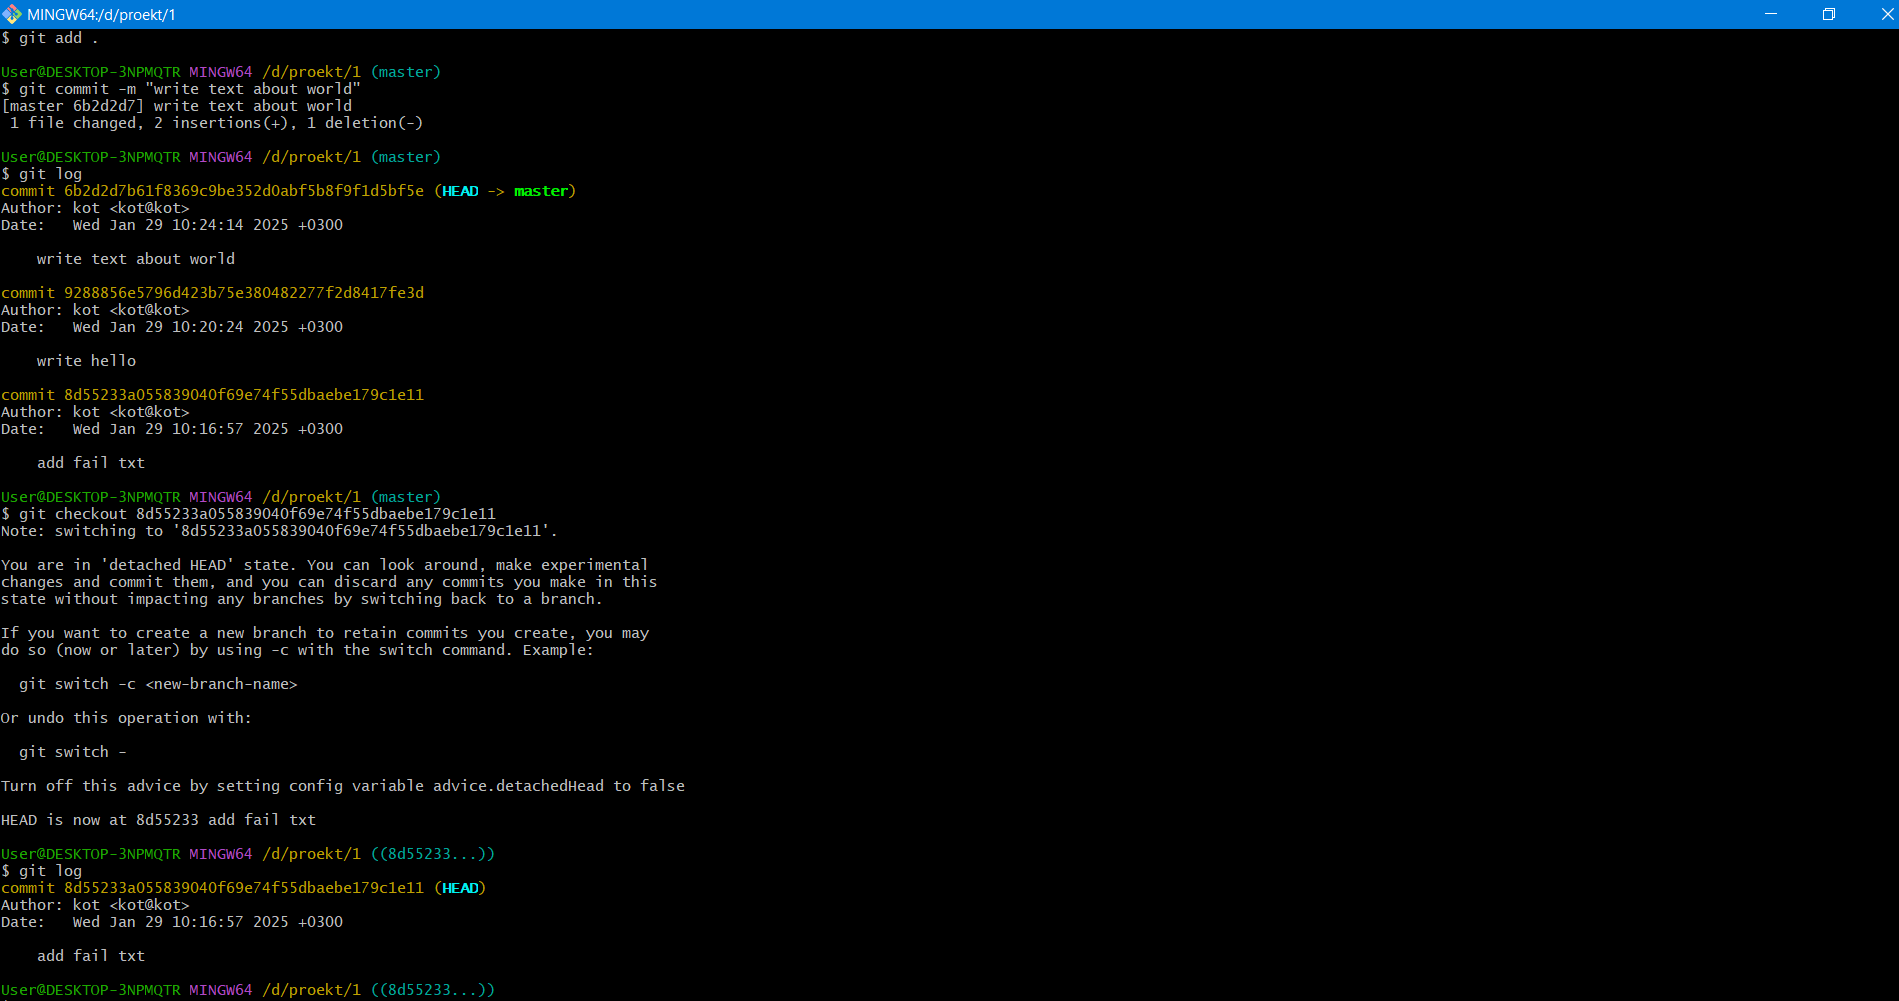 MINGW64:/d/proekt/1
$ git add .
User@DESKTOP-3NPMQTR MINGW64 /d/proekt/1 (master)
$ git commit -m "write text about world"
[master 6b2d2d7] write text about world
 1 file changed, 2 insertions(+), 1 deletion(-)
User@DESKTOP-3NPMQTR MINGW64 /d/proekt/1 (master)
$ git log
commit 6b2d2d7b61f8369c9be352d0abf5b8f9f1d5bf5e (HEAD -> master)
Author: kot <kot@kot>
Date:   Wed Jan 29 10:24:14 2025 +0300
    write text about world
commit 9288856e5796d423b75e380482277f2d8417fe3d
Author: kot <kot@kot>
Date:   Wed Jan 29 10:20:24 2025 +0300
    write hello
commit 8d55233a055839040f69e74f55dbaebe179c1e11
Author: kot <kot@kot>
Date:   Wed Jan 29 10:16:57 2025 +0300
    add fail txt
User@DESKTOP-3NPMQTR MINGW64 /d/proekt/1 (master)
$ git checkout 8d55233a055839040f69e74f55dbaebe179c1e11
Note: switching to '8d55233a055839040f69e74f55dbaebe179c1e11'.
You are in 'detached HEAD' state. You can look around, make experimental
changes and commit them, and you can discard any commits you make in this
state without impacting any branches by switching back to a branch.
If you want to create a new branch to retain commits you create, you may
do so (now or later) by using -c with the switch command. Example:
  git switch -c <new-branch-name>
Or undo this operation with:
  git switch -
Turn off this advice by setting config variable advice.detachedHead to false
HEAD is now at 8d55233 add fail txt
User@DESKTOP-3NPMQTR MINGW64 /d/proekt/1 ((8d55233...))
$ git log
commit 8d55233a055839040f69e74f55dbaebe179c1e11 (HEAD)
Author: kot <kot@kot>
Date:   Wed Jan 29 10:16:57 2025 +0300
    add fail txt
User@DESKTOP-3NPMQTR MINGW64 /d/proekt/1 ((8d55233...))